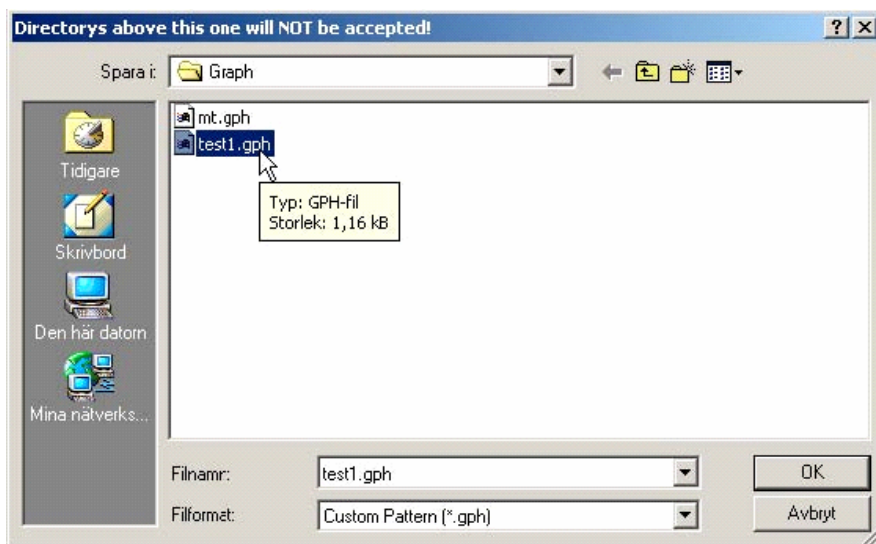 Directorys above this one will NOT be accepted!
Spara i:
Graph
mt.gph
test1.gph
Typ: GPH-fil
Storlek: 1,16 kB
Tidigare
Skrivbord
Den här datorn
Mina nätverks...
Filnamn:
test1.gph
OK
Filformat:
Custom Pattern (*.gph)
Avbryt